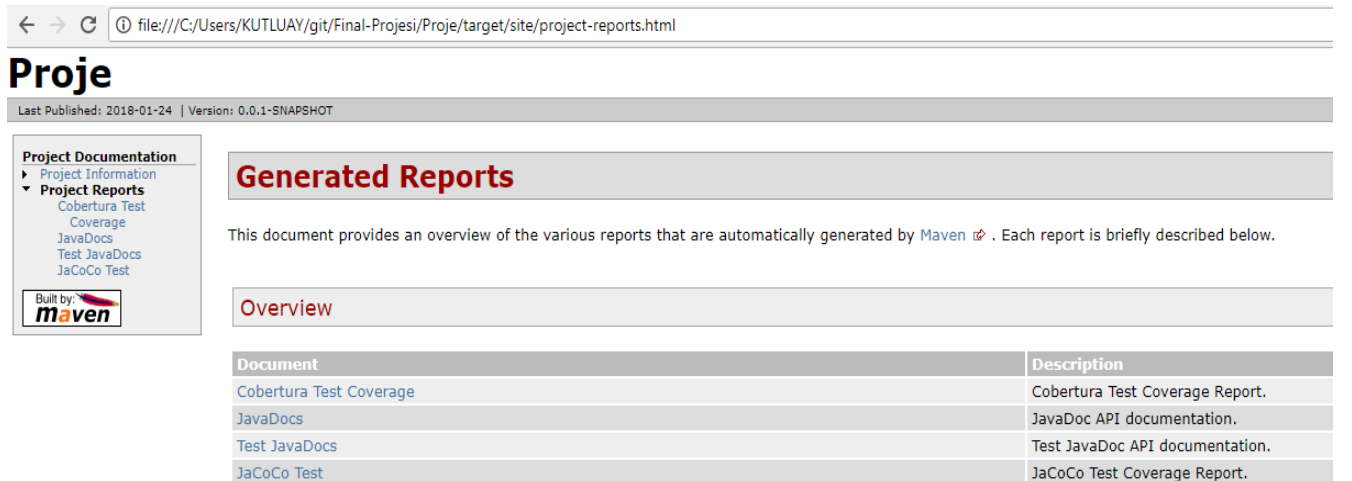 file:///C:/Users/KUTLUAY/git/Final-Projesi/Proje/target/site/project-reports.html
Proje
Last Published: 2018-01-24 | Version: 0.0.1-SNAPSHOT
Project Documentation
Project Information
Project Reports
Cobertura Test
Coverage
JavaDocs
Test JavaDocs
JaCoCo Test
Built by:
maven
Generated Reports
This document provides an overview of the various reports that are automatically generated by Maven . Each report is briefly described below.
Overview
Document Description
Cobertura Test Coverage Cobertura Test Coverage Report.
JavaDocs JavaDoc API documentation.
Test JavaDocs Test JavaDoc API documentation.
JaCoCo Test JaCoCo Test Coverage Report.